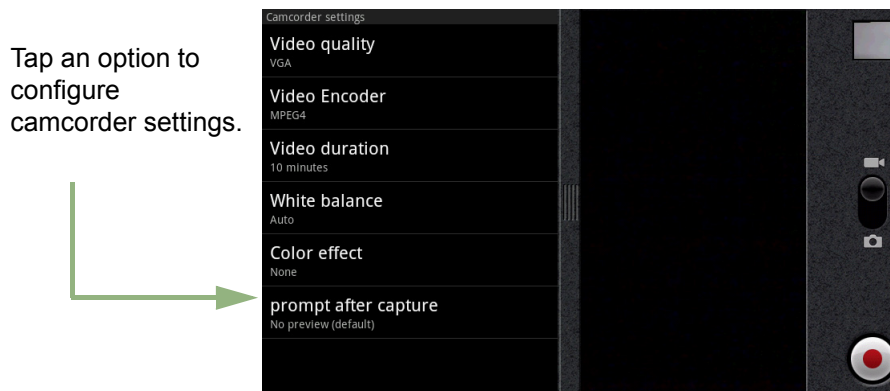 Tap an option to
configure
camcorder settings.
Camcorder settings
Video quality
VGA
Video Encoder
MPEG4
Video duration
10 minutes
White balance
Auto
Color effect
None
prompt after capture
No preview (default)